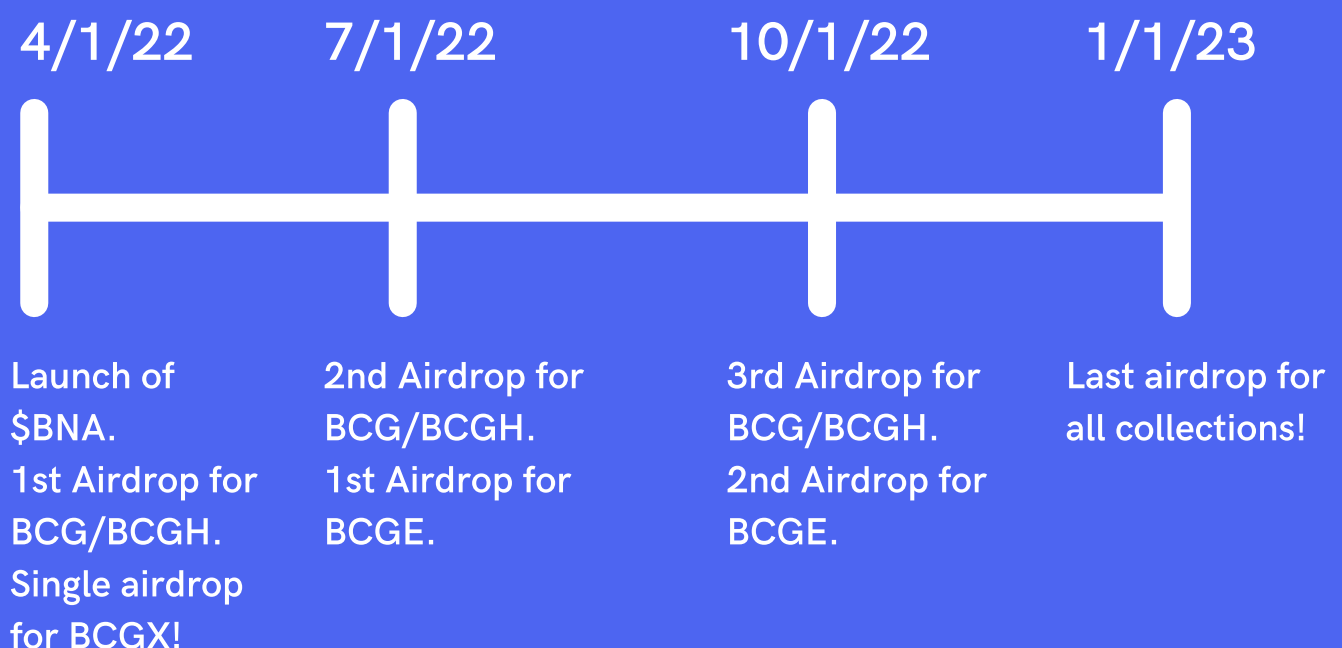 4/1/22
7/1/22
10/1/22
1/1/23
Launch of
$BNA.
1st Airdrop for
BCG/BCGH.
Single airdrop
for BCGX!
2nd Airdrop for
BCG/BCGH.
1st Airdrop for
BCGE.
3rd Airdrop for
BCG/BCGH.
2nd Airdrop for
BCGE.
Last airdrop for
all collections!